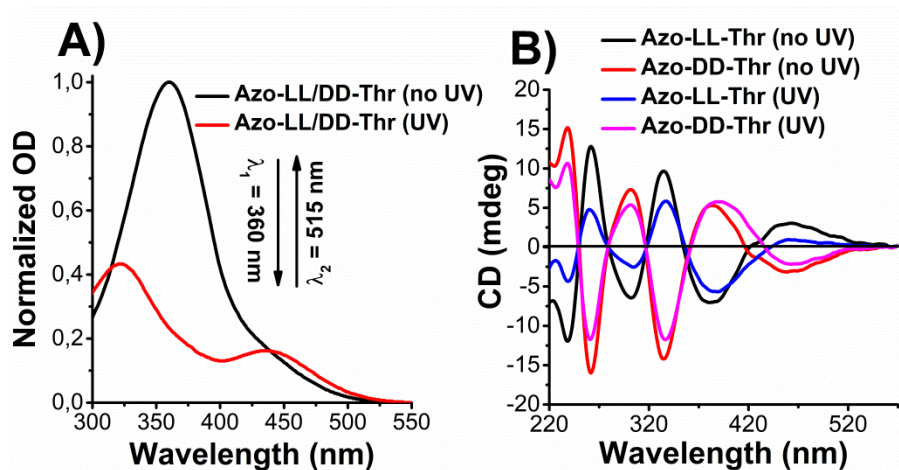 A)
Azo-LL/DD-Thr (no UV)
Azo-LL/DD-Thr (UV)
λ₁ = 360 nm
λ₂ = 515 nm
Normalized OD
1,0
0,8
0,6
0,4
0,2
0,0
300 350 400 450 500 550
Wavelength (nm)
B)
Azo-LL-Thr (no UV)
Azo-DD-Thr (no UV)
Azo-LL-Thr (UV)
Azo-DD-Thr (UV)
CD (mdeg)
20
15
10
5
0
-5
-10
-15
-20
220 320 420 520
Wavelength (nm)